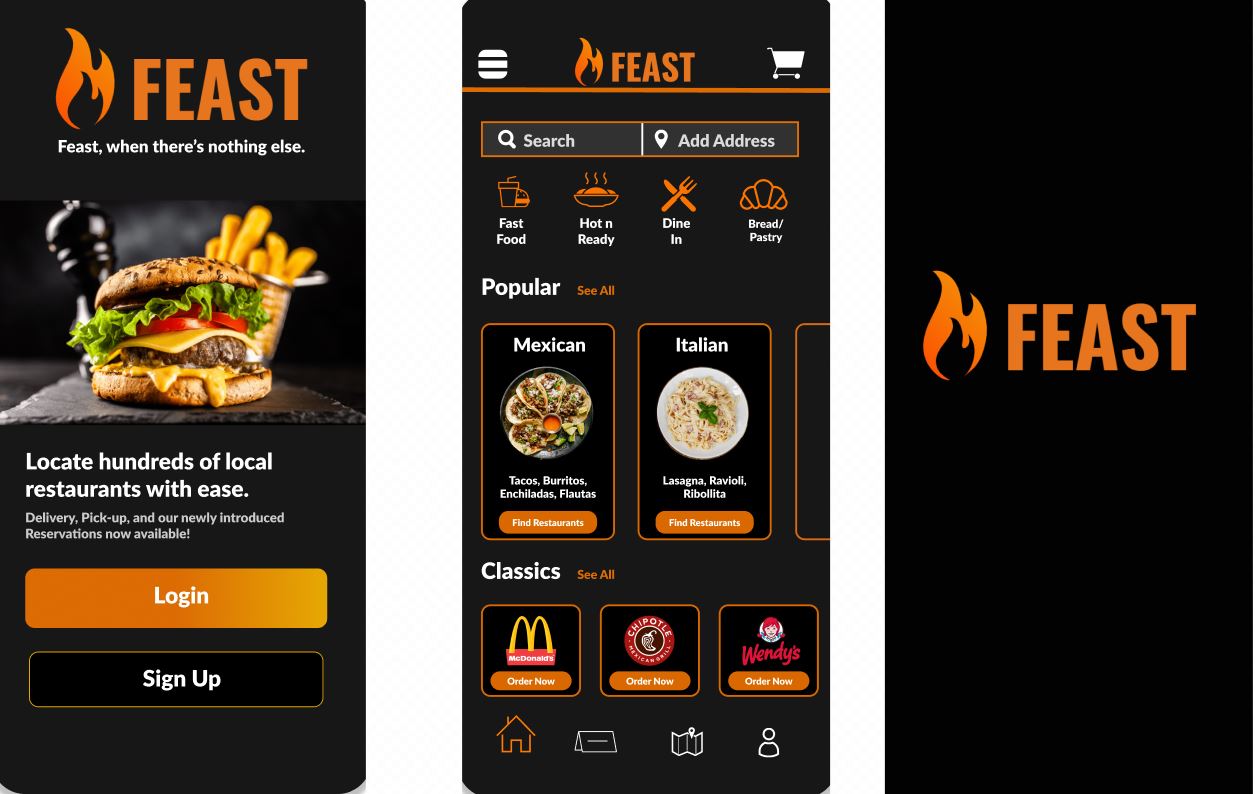 FEAST
Feast, when there's nothing else.
Locate hundreds of local
restaurants with ease.
Delivery, Pick-up, and our newly introduced
Reservations now available!
Login
Sign Up
FEAST
Search
Add Address
Fast
Food
Hot n
Ready
Dine
In
Bread/
Pastry
Popular See All
Mexican
Tacos, Burritos,
Enchiladas, Flautas
Find Restaurants
Italian
Lasagna, Ravioli,
Ribollita
Find Restaurants
Classics See All
McDonald's
Order Now
CHIPOTLE
MEXICAN GRILL
Order Now
Wendy's
Order Now
FEAST